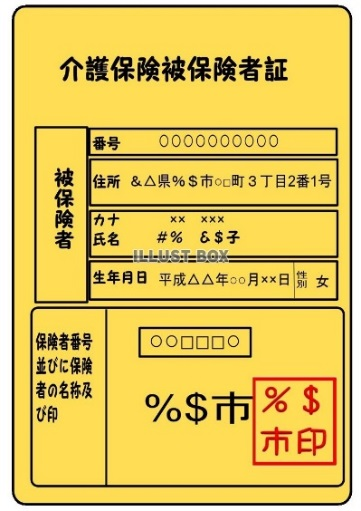 介護保険被保険者証
被保険者
番号 ○○○○○○○○○○
住所 &△県%$市○□町3丁目2番1号
カナ ×× ×××
氏名 #% &$子
ILLUST BOX
生年月日 平成△△年○○月××日 性別 女
保険者番号
並びに保険
者の名称及
び印
○○□□□○
%$市
%$
市印